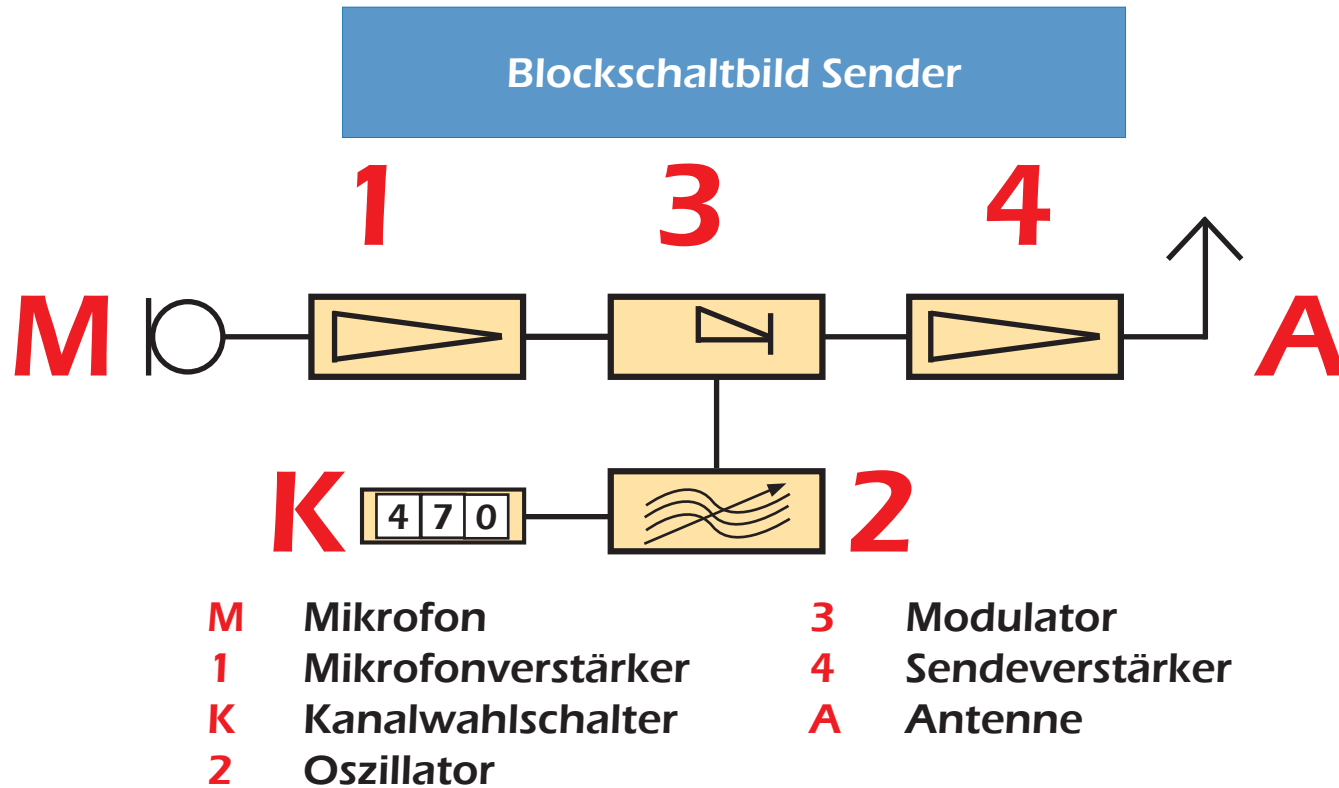 Blockschaltbild Sender
1 3 4
M A
K 4 7 0 2
M Mikrofon 3 Modulator
1 Mikrofonverstärker 4 Sendeverstärker
K Kanalwahlschalter A Antenne
2 Oszillator